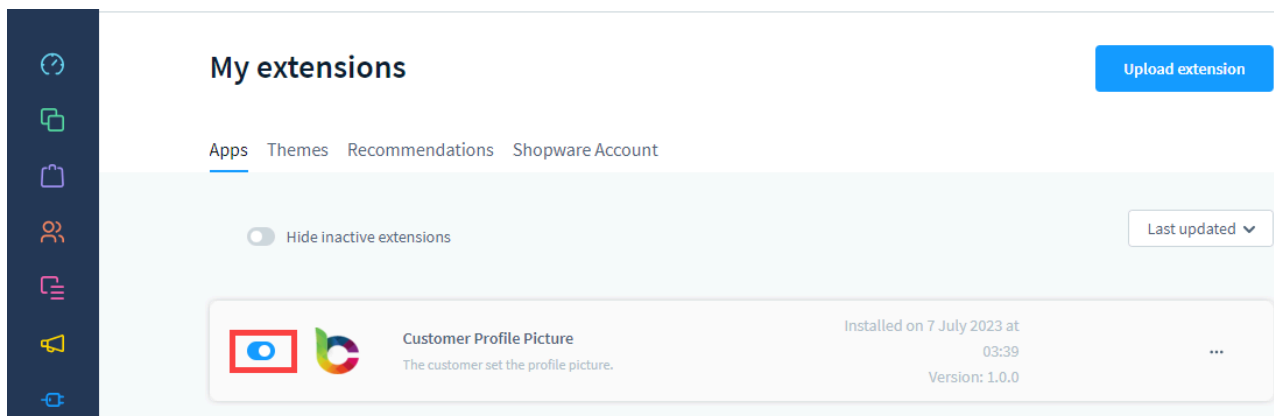 My extensions
Upload extension
Apps Themes Recommendations Shopware Account
Hide inactive extensions
Last updated
Customer Profile Picture
The customer set the profile picture.
Installed on 7 July 2023 at
03:39
Version: 1.0.0